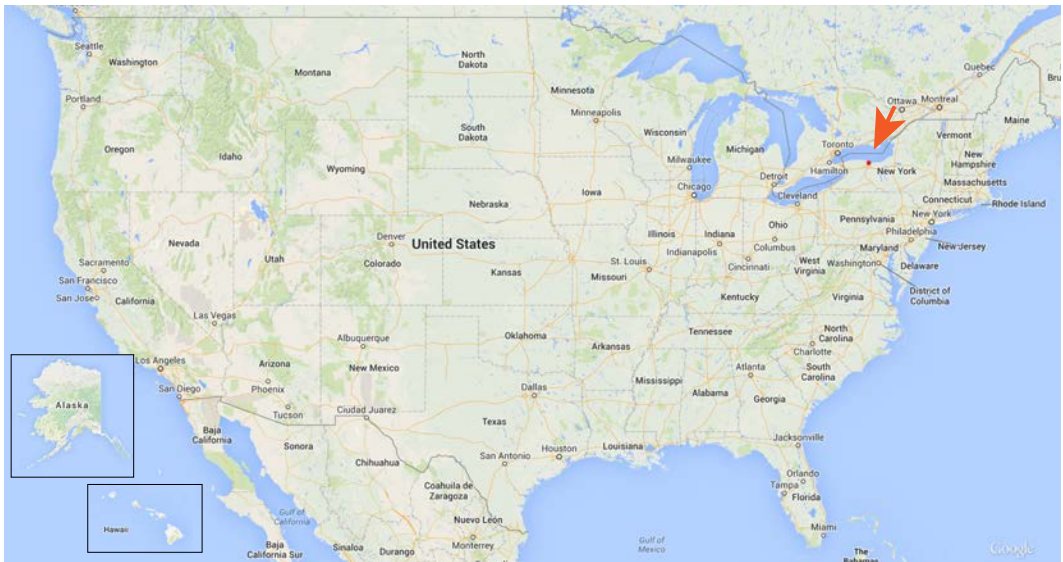 Quebec
Bru
Seattle
Washington
North
Dakota
Montana
Minnesota
Ottawa
Montreal
Portland
Minneapolis
Maine
South
Dakota
Wisconsin
Vermont
Oregon
Idaho
Michigan
Toronto
New
Hampshire
Wyoming
Milwaukee
Hamilton
New York
Detroit
Massachusetts
Chicago
Iowa
Cleveland
Connecticut
Rhode Island
Nebraska
Pennsylvania
New York
Ohio
Philadelphia
Illinois
Indiana
Denver
United States
Nevada
Indianapolis
Columbus
Maryland
New Jersey
Utah
Colorado
St. Louis
Cincinnati
West
Virginia
Washington
Delaware
Sacramento
Kansas
Missouri
San Francisco
District of
Columbia
San Jose
California
Kentucky
Virginia
Las Vegas
Albuquerque
Oklahoma
Tennessee
North
Carolina
Arkansas
Charlotte
Los Angeles
Arizona
New Mexico
Atlanta
South
Carolina
San Diego
Phoenix
Dallas
Mississippi
Alabama
Georgia
Alaska
Tucson
Ciudad Juarez
Texas
Baja
California
Sonora
Jacksonville
San Antonio
Houston
Louisiana
Chihuahua
Orlando
Coahuila de
Zaragoza
Tampa
Florida
Gulf of
California
Nuevo León
Hawaii
Miami
Baja
California Sur
Sinaloa
Durango
Monterrey
Gulf of
Mexico
The
Bahamas
Google